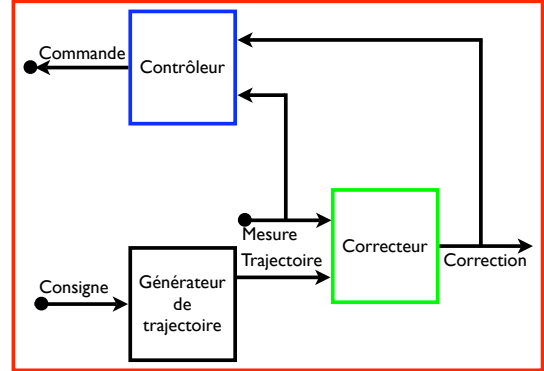 Commande
Contrôleur
Mesure
Correcteur
Trajectoire
Correction
Consigne
Générateur
de
trajectoire